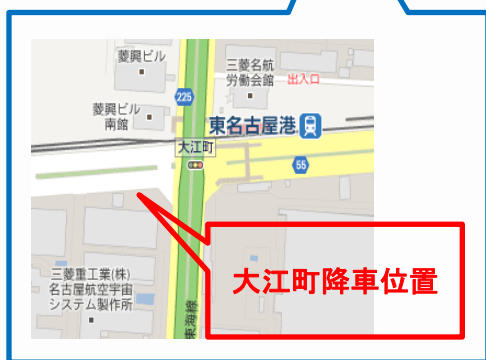 菱興ビル
三菱名航
労働会館
出入口
225
菱興ビル
南館
東名古屋港
大江町
55
三菱重工業(株)
名古屋航空宇宙
システム製作所
東海線
大江町降車位置